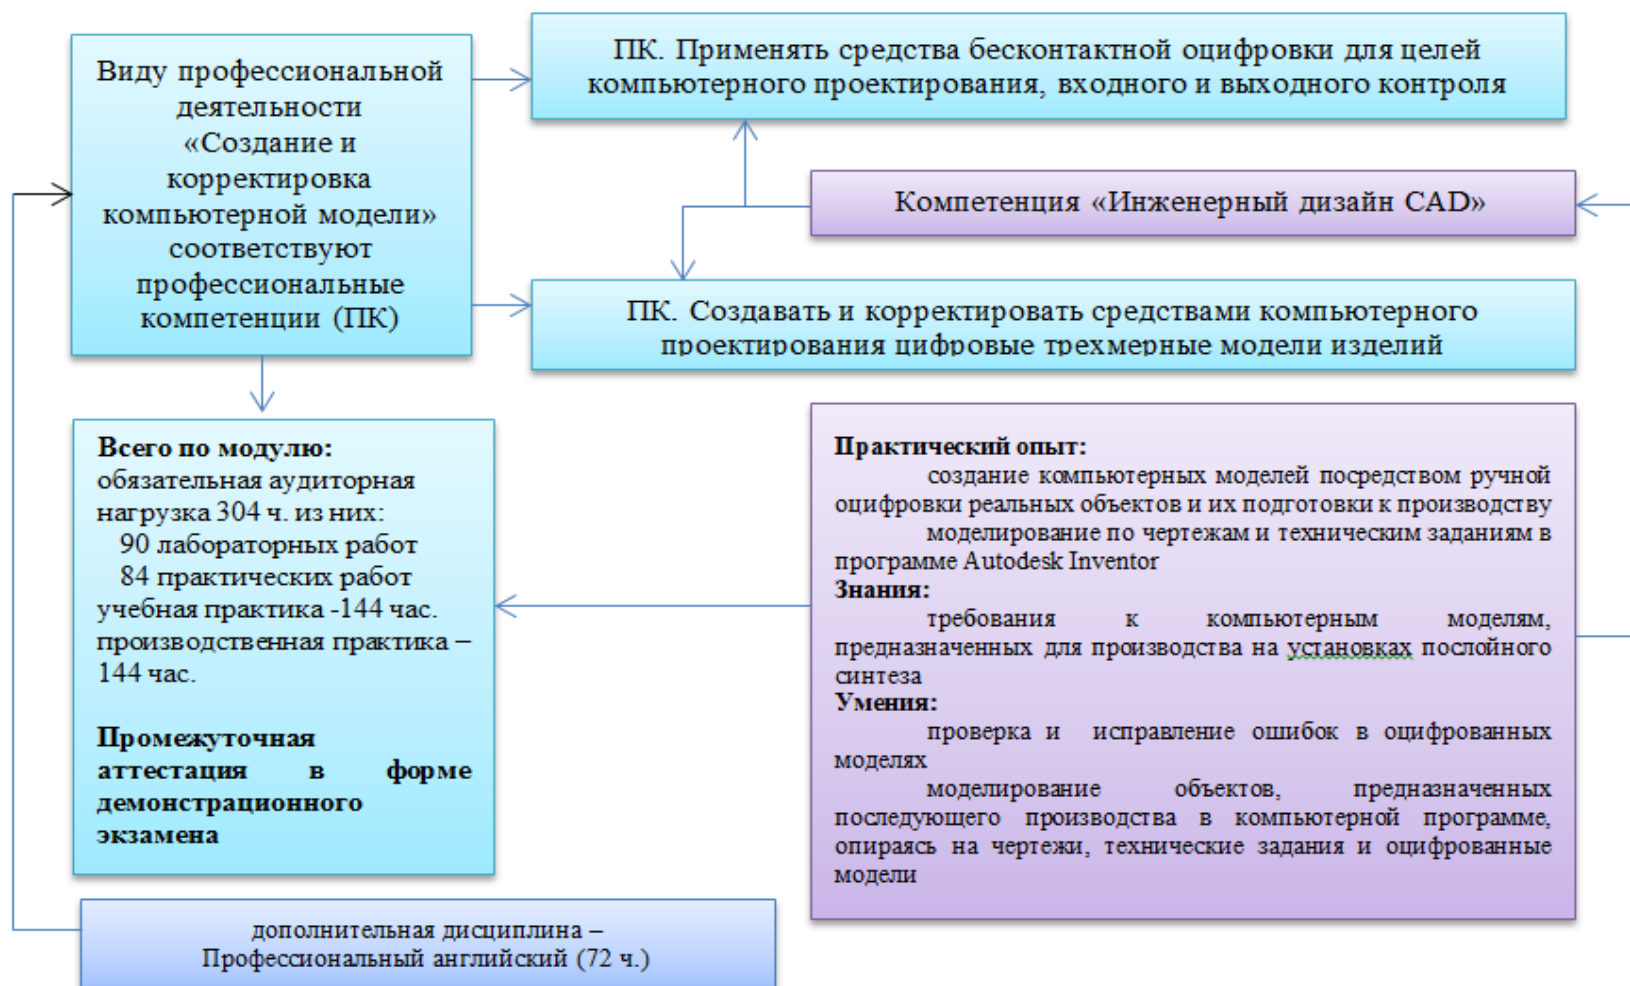 Виду профессиональной
деятельности
«Создание и
корректировка
компьютерной модели»
соответствуют
профессиональные
компетенции (ПК)
ПК. Применять средства бесконтактной оцифровки для целей
компьютерного проектирования, входного и выходного контроля
Компетенция «Инженерный дизайн CAD»
ПК. Создавать и корректировать средствами компьютерного
проектирования цифровые трехмерные модели изделий
Всего по модулю:
обязательная аудиторная
нагрузка 304 ч. из них:
90 лабораторных работ
84 практических работ
учебная практика -144 час.
производственная практика –
144 час.
Промежуточная
аттестация в форме
демонстрационного
экзамена
Практический опыт:
создание компьютерных моделей посредством ручной
оцифровки реальных объектов и их подготовки к производству
моделирование по чертежам и техническим заданиям в
программе Autodesk Inventor
Знания:
требования к компьютерным моделям,
предназначенных для производства на установках послойного
синтеза
Умения:
проверка и исправление ошибок в оцифрованных
моделях
моделирование объектов, предназначенных
последующего производства в компьютерной программе,
опираясь на чертежи, технические задания и оцифрованные
модели
дополнительная дисциплина –
Профессиональный английский (72 ч.)